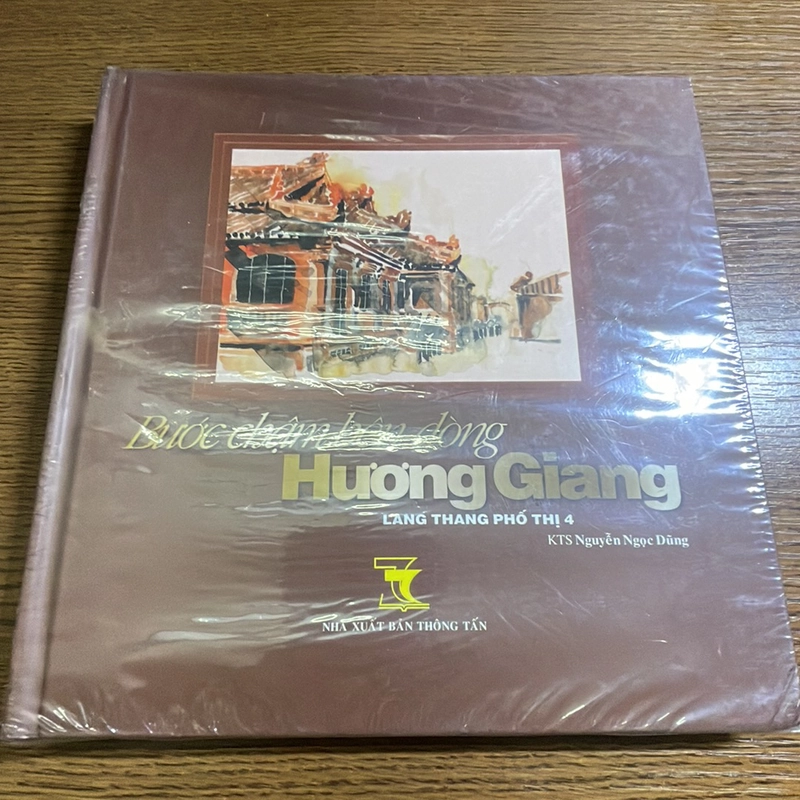 Bước chậm bên dòng
Hương Giang
LANG THANG PHỐ THỊ 4
KTS Nguyễn Ngọc Dũng
NHÀ XUẤT BẢN THÔNG TẤN